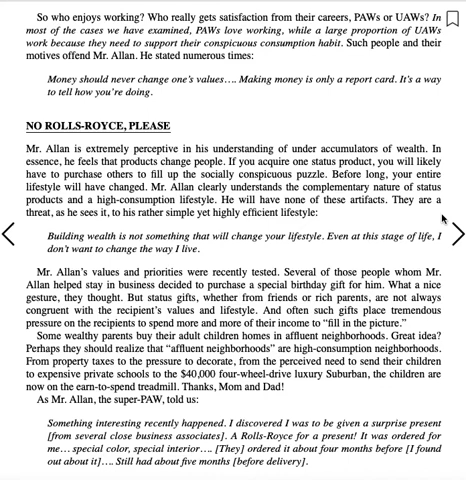 So who enjoys working? Who really gets satisfaction from their careers, PAWs or UAWs? In
most of the cases we have examined, PAWs love working, while a large proportion of UAWs
work because they need to support their conspicuous consumption habit. Such people and their
motives offend Mr. Allan. He stated numerous times:
Money should never change one's values…. Making money is only a report card. It's a way
to tell how you're doing.
NO ROLLS-ROYCE, PLEASE
Mr. Allan is extremely perceptive in his understanding of under accumulators of wealth. In
essence, he feels that products change people. If you acquire one status product, you will likely
have to purchase others to fill up the socially conspicuous puzzle. Before long, your entire
lifestyle will have changed. Mr. Allan clearly understands the complementary nature of status
products and a high-consumption lifestyle. He will have none of these artifacts. They are a
threat, as he sees it, to his rather simple yet highly efficient lifestyle:
Building wealth is not something that will change your lifestyle. Even at this stage of life, I
don't want to change the way I live.
Mr. Allan's values and priorities were recently tested. Several of those people whom Mr.
Allan helped stay in business decided to purchase a special birthday gift for him. What a nice
gesture, they thought. But status gifts, whether from friends or rich parents, are not always
congruent with the recipient's values and lifestyle. And often such gifts place tremendous
pressure on the recipients to spend more and more of their income to “fill in the picture.”
Some wealthy parents buy their adult children homes in affluent neighborhoods. Great idea?
Perhaps they should realize that “affluent neighborhoods” are high-consumption neighborhoods.
From property taxes to the pressure to decorate, from the perceived need to send their children
to expensive private schools to the $40,000 four-wheel-drive luxury Suburban, the children are
now on the earn-to-spend treadmill. Thanks, Mom and Dad!
As Mr. Allan, the super-PAW, told us:
Something interesting recently happened. I discovered I was to be given a surprise present
[from several close business associates]. A Rolls-Royce for a present! It was ordered for
me… special color, special interior…. [They] ordered it about four months before [I found
out about it]…. Still had about five months [before delivery].